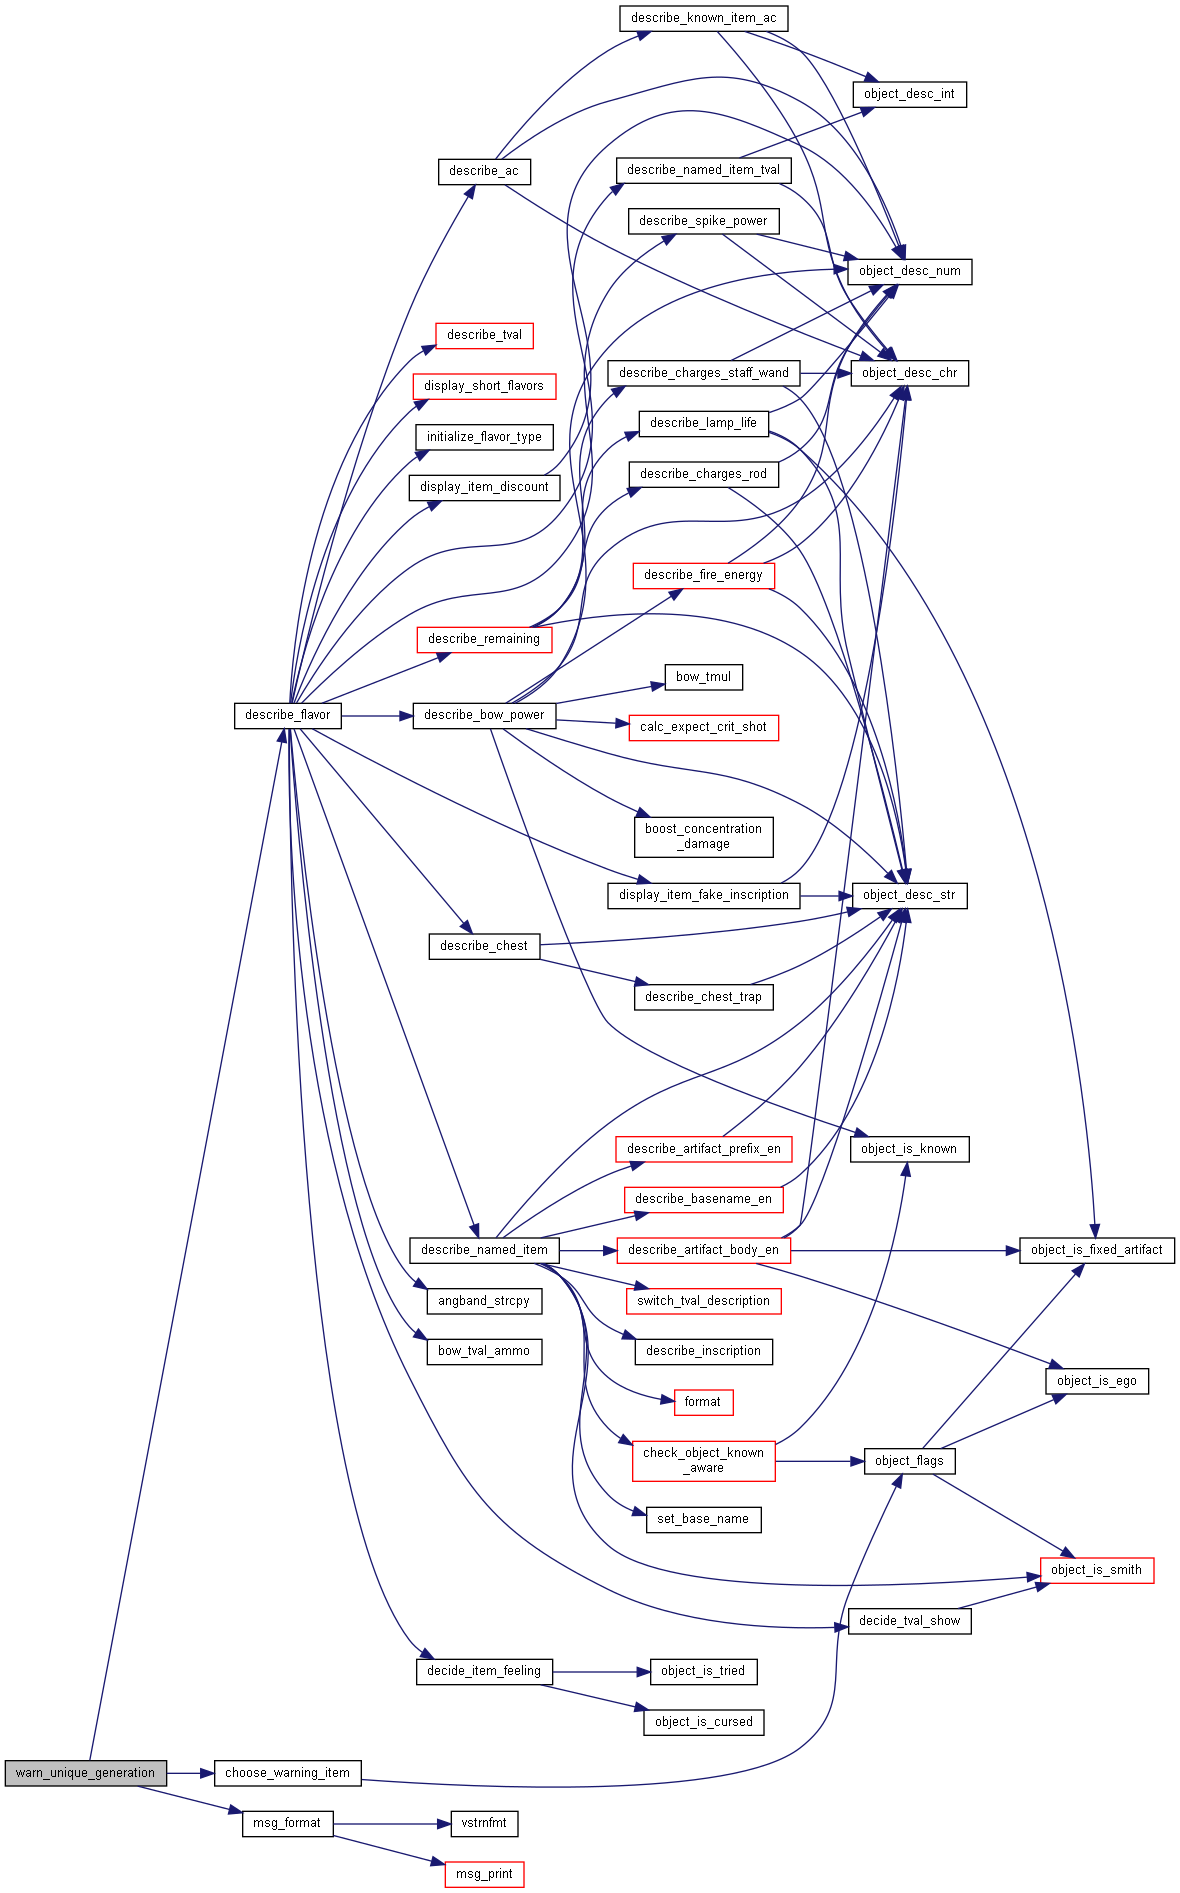 describe_known_item_ac
object_desc_int
describe_ac
describe_named_item_tval
describe_spike_power
object_desc_num
describe_tval
display_short_flavors
describe_charges_staff_wand
object_desc_chr
initialize_flavor_type
describe_lamp_life
display_item_discount
describe_charges_rod
describe_fire_energy
describe_remaining
bow_tmul
describe_flavor
describe_bow_power
calc_expect_crit_shot
boost_concentration
_damage
display_item_fake_inscription
object_desc_str
describe_chest
describe_chest_trap
describe_artifact_prefix_en
object_is_known
describe_basename_en
describe_named_item
describe_artifact_body_en
object_is_fixed_artifact
angband_strcpy
switch_tval_description
bow_tval_ammo
describe_inscription
object_is_ego
format
check_object_known
_aware
object_flags
set_base_name
object_is_smith
decide_tval_show
decide_item_feeling
object_is_tried
object_is_cursed
warn_unique_generation
choose_warning_item
msg_format
vstrnfmt
msg_print